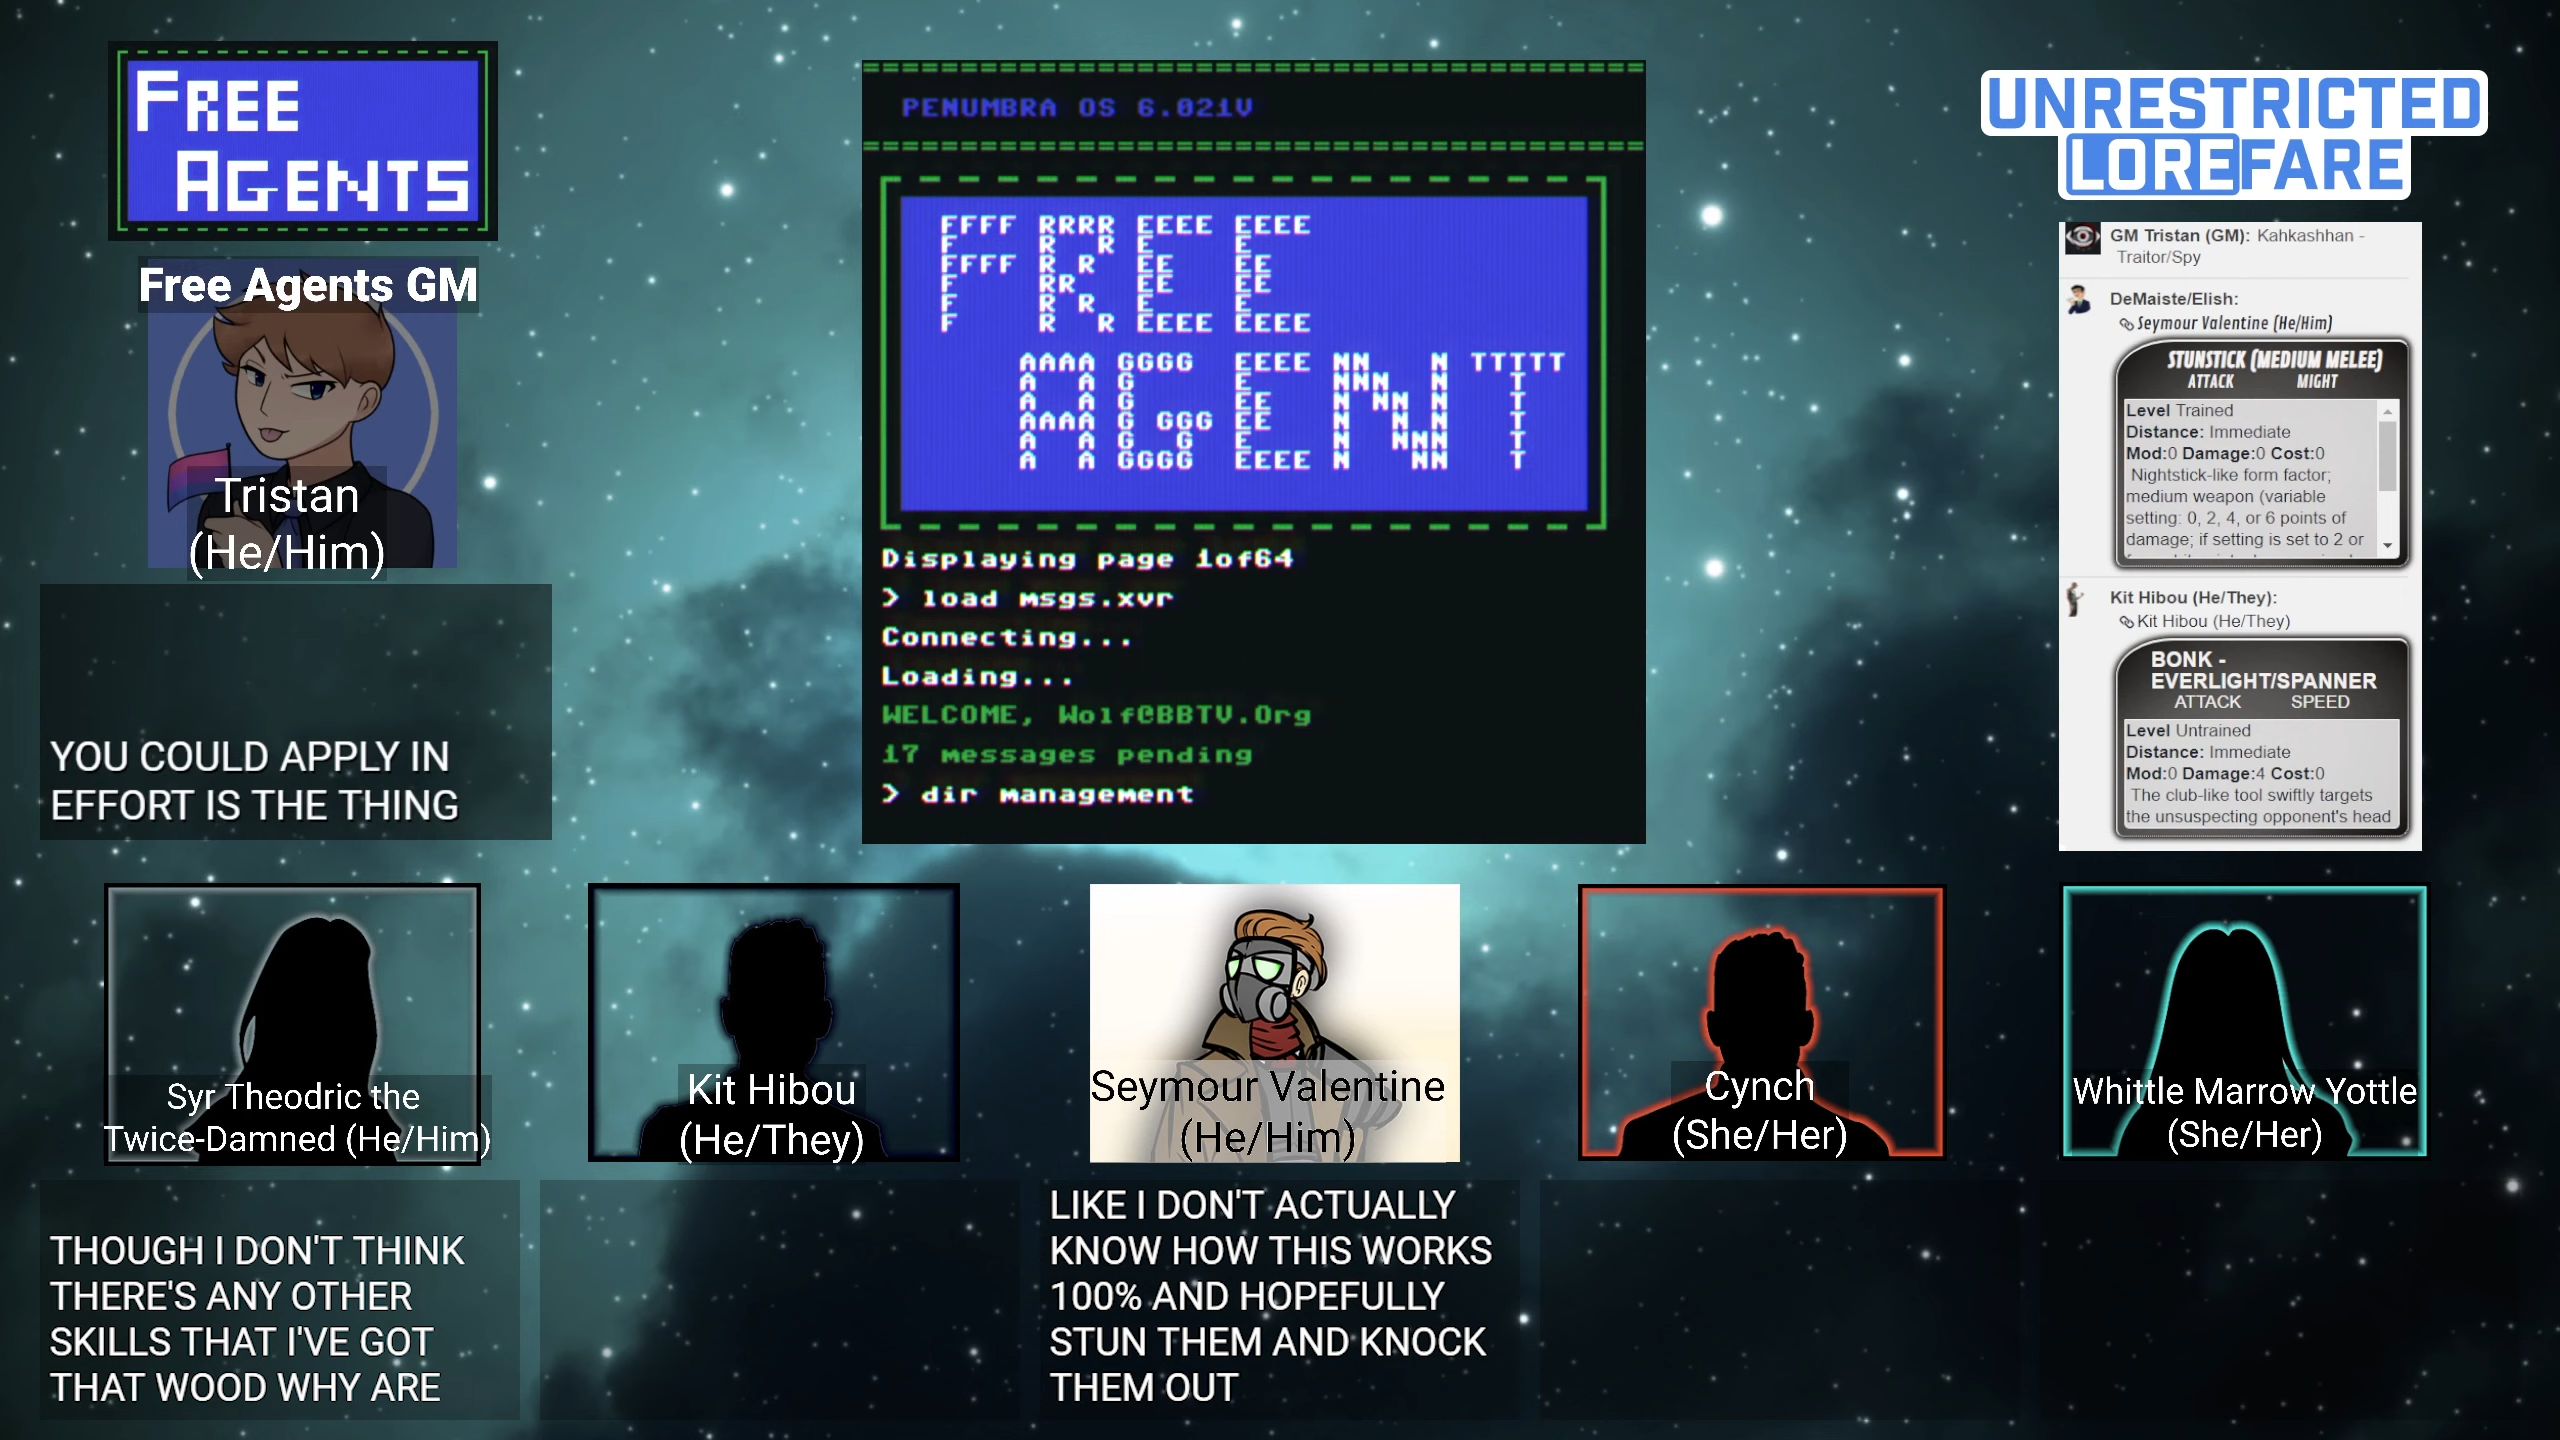 FREE
AGENTS
Free Agents GM
Tristan
(He/Him)
YOU COULD APPLY IN
EFFORT IS THE THING
PENUMBRA OS 6.021V
FREE
AGENT
Displaying page 1of64
> load msgs.xvr
Connecting...
Loading...
WELCOME, Wolf@BBTV.Org
17 messages pending
> dir management
UNRESTRICTED
LOREFARE
GM Tristan (GM): Kahkashhan -
Traitor/Spy
DeMaiste/Elish:
Seymour Valentine (He/Him)
STUNSTICK (MEDIUM MELEE)
ATTACK MIGHT
Level Trained
Distance: Immediate
Mod:0 Damage:0 Cost:0
Nightstick-like form factor;
medium weapon (variable
setting: 0, 2, 4, or 6 points of
damage; if setting is set to 2 or
Kit Hibou (He/They):
Kit Hibou (He/They)
BONK -
EVERLIGHT/SPANNER
ATTACK SPEED
Level Untrained
Distance: Immediate
Mod:0 Damage:4 Cost:0
The club-like tool swiftly targets
the unsuspecting opponent's head
Syr Theodric the
Twice-Damned (He/Him)
Kit Hibou
(He/They)
Seymour Valentine
(He/Him)
Cynch
(She/Her)
Whittle Marrow Yottle
(She/Her)
THOUGH I DON'T THINK
THERE'S ANY OTHER
SKILLS THAT I'VE GOT
THAT WOOD WHY ARE
LIKE I DON'T ACTUALLY
KNOW HOW THIS WORKS
100% AND HOPEFULLY
STUN THEM AND KNOCK
THEM OUT